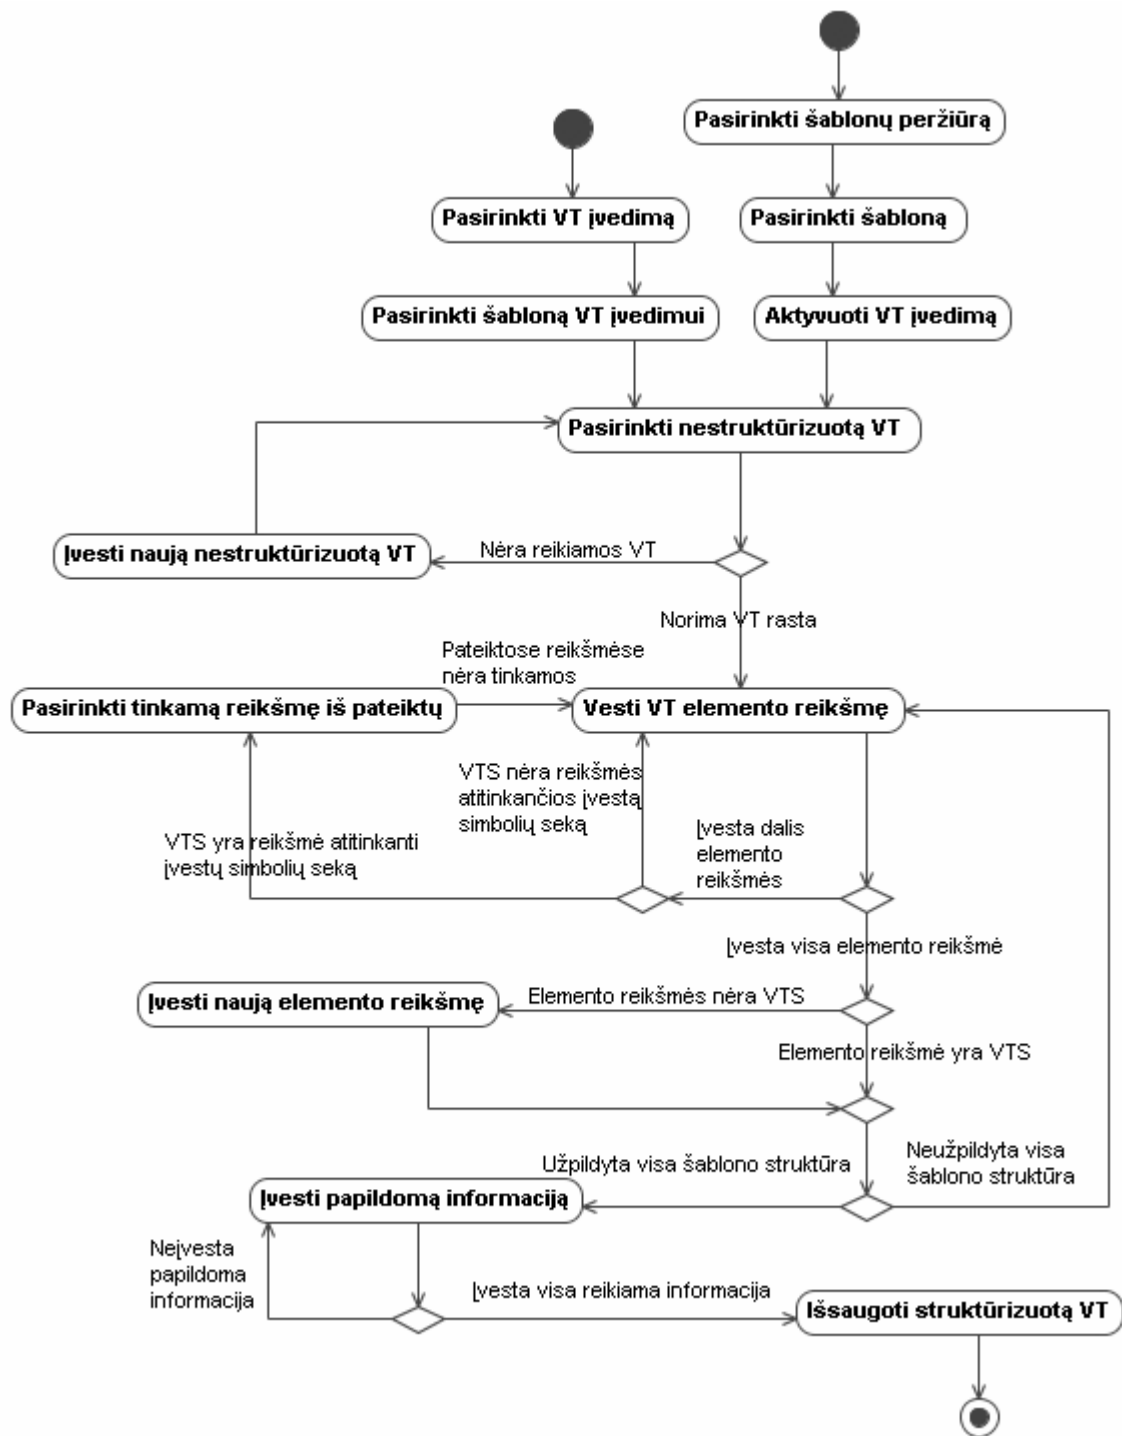 Pasirinkti šablonų peržiūrą
Pasirinkti VT įvedimą
Pasirinkti šabloną
Pasirinkti šabloną VT įvedimui
Aktyvuoti VT įvedimą
Pasirinkti nestruktūrizuotą VT
Įvesti naują nestruktūrizuotą VT
Nėra reikiamos VT
Norima VT rasta
Pateiktose reikšmėse
nėra tinkamos
Pasirinkti tinkamą reikšmę iš pateiktų
Vesti VT elemento reikšmę
VTS nėra reikšmės
atitinkančios įvestą
simbolių seką
VTS yra reikšmė atitinkanti
įvestų simbolių seką
Įvesta dalis
elemento
reikšmės
Įvesta visa elemento reikšmė
Įvesti naują elemento reikšmę
Elemento reikšmės nėra VTS
Elemento reikšmė yra VTS
Užpildyta visa šablono struktūra
Neužpildyta visa
šablono struktūra
Įvesti papildomą informaciją
Neįvesta
papildoma
informacija
Įvesta visa reikiama informacija
Išsaugoti struktūrizuotą VT